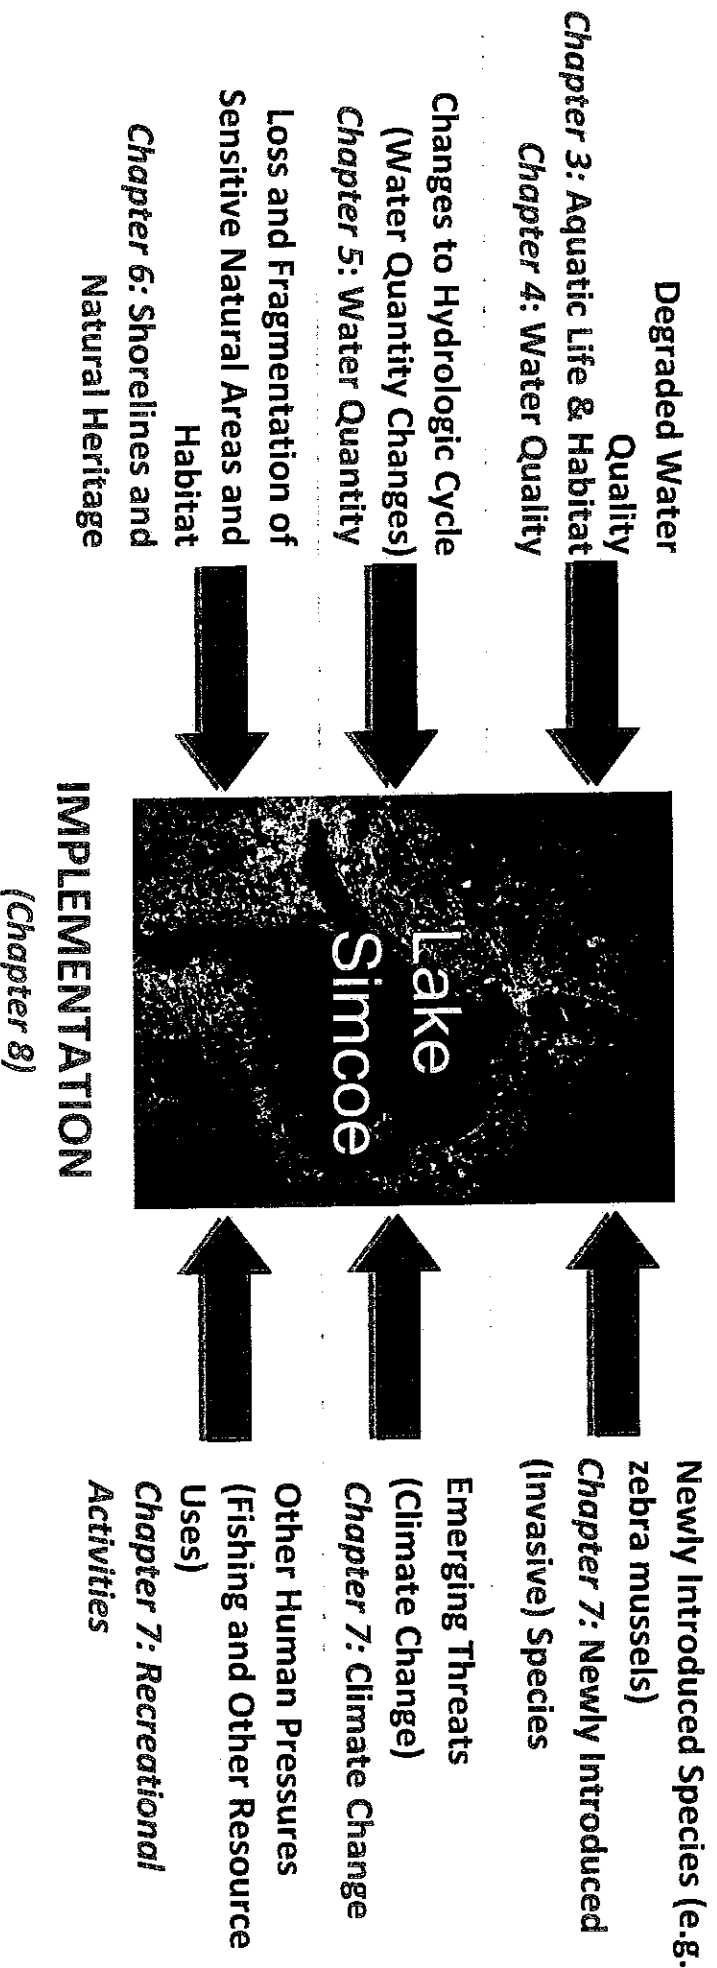 Degraded Water
Quality
Chapter 3: Aquatic Life & Habitat
Chapter 4: Water Quality
Changes to Hydrologic Cycle
(Water Quantity Changes)
Chapter 5: Water Quantity
Loss and Fragmentation of
Sensitive Natural Areas and
Habitat
Chapter 6: Shorelines and
Natural Heritage
Lake
Simcoe
Newly Introduced Species (e.g.
zebra mussels)
Chapter 7: Newly Introduced
(Invasive) Species
Emerging Threats
(Climate Change)
Chapter 7: Climate Change
Other Human Pressures
(Fishing and Other Resource
Uses)
Chapter 7: Recreational
Activities
IMPLEMENTATION
(Chapter 8)